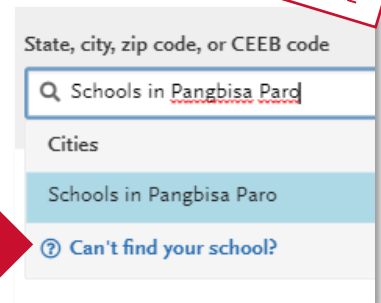 State, city, zip code, or CEEB code
Schools in Pangbisa Paro
Cities
Schools in Pangbisa Paro
Can't find your school?